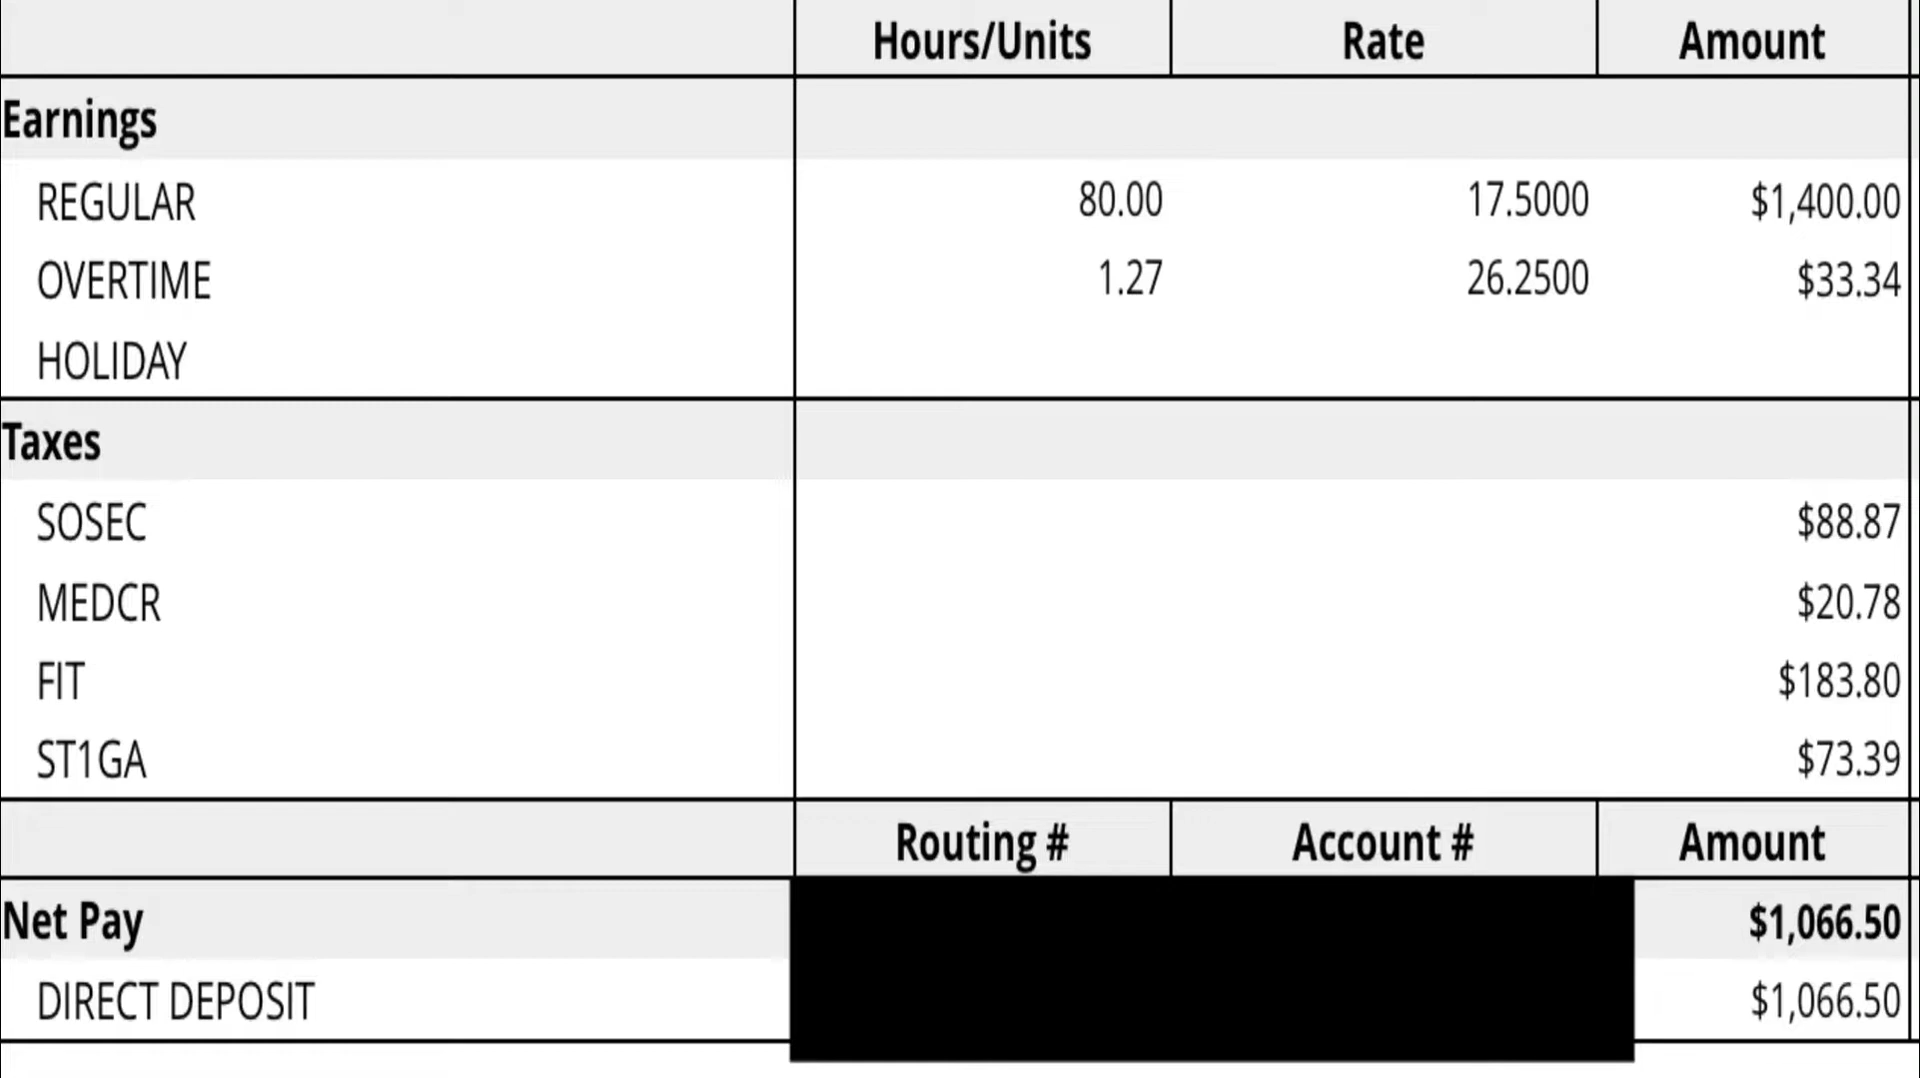 Hours/Units Rate Amount
Earnings
REGULAR 80.00 17.5000 $1,400.00
OVERTIME 1.27 26.2500 $33.34
HOLIDAY
Taxes
SOSEC $88.87
MEDCR $20.78
FIT $183.80
ST1GA $73.39
Routing # Account # Amount
Net Pay $1,066.50
DIRECT DEPOSIT $1,066.50